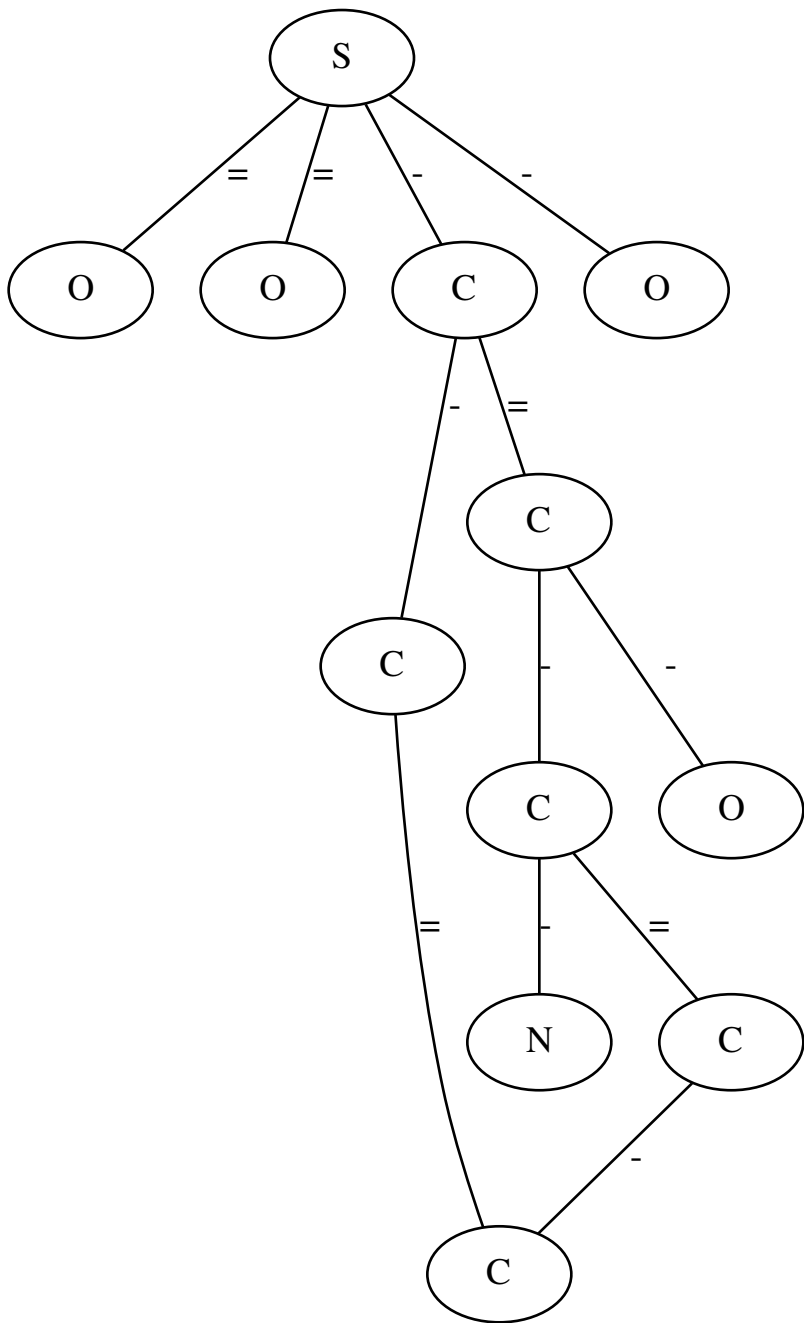 S
= = - -
O O C O
- =
C
C - -
C O
= - =
N C
-
C